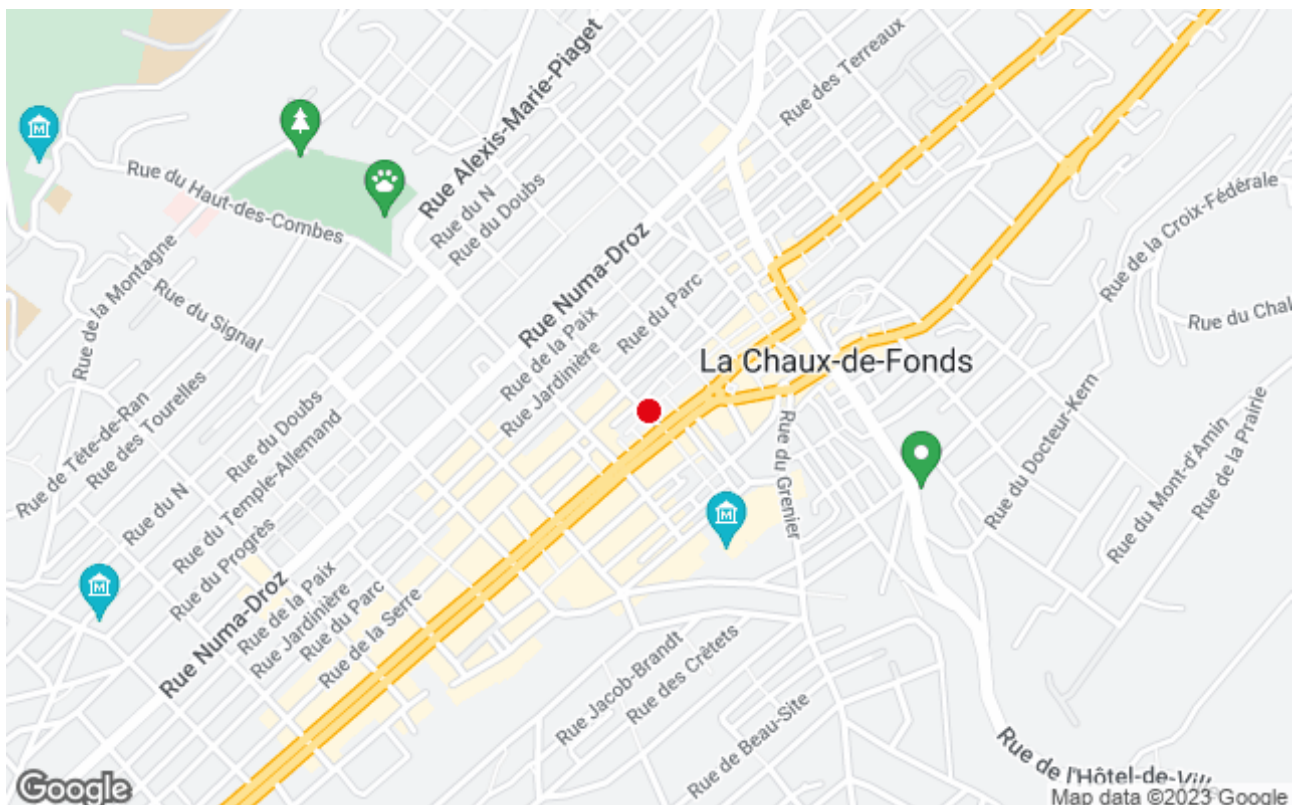 Rue des Terreaux
Rue Alexis-Marie-Piaget
Rue du Haut-des-Combes
Rue du N
Rue du Doubs
Rue de la Croix-Fédérale
Rue Numa-Droz
Rue de la Montagne
Rue du Signal
Rue du Parc
Rue de la Paix
Rue Jardinière
Rue du Chal
La Chaux-de-Fonds
Rue de Tête-de-Ran
Rue des Tourelles
Rue du Doubs
Rue du Temple-Allemand
Rue du N
Rue du Progrès
Rue du Grenier
Rue du Docteur-Kern
Rue du Mont-d'Amin
Rue de la Prairie
Rue Numa-Droz
Rue de la Paix
Rue Jardinière
Rue du Parc
Rue de la Serre
Rue Jacob-Brandt
Rue des Crêtets
Rue de Beau-Site
Rue de l'Hôtel-de-Ville
Google
Map data ©2023 Google